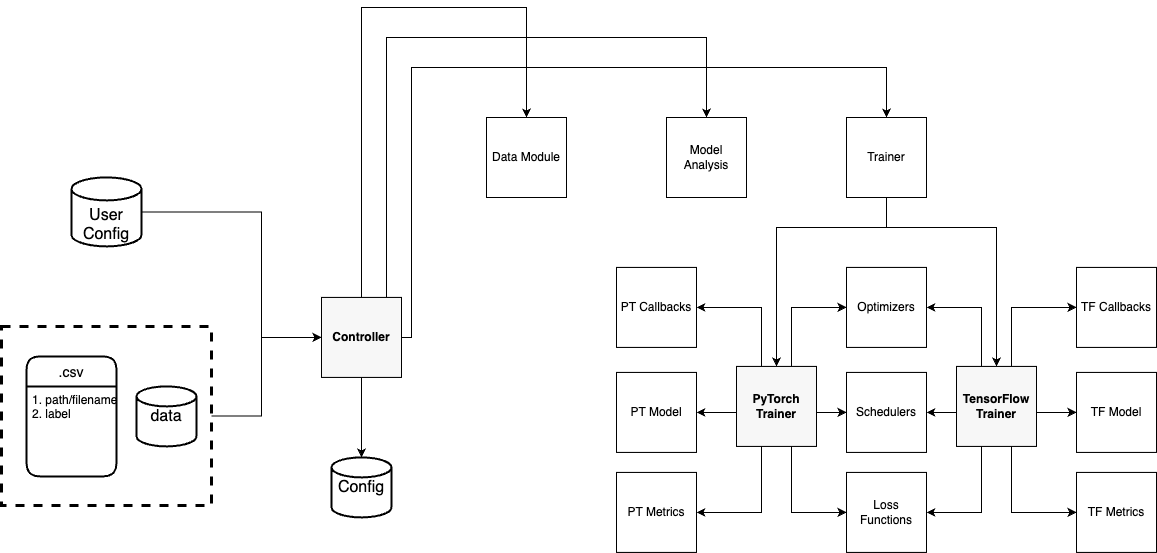 Data Module
Model
Analysis
Trainer
User
Config
PT Callbacks
Optimizers
TF Callbacks
Controller
.csv
1. path/filename
2. label
data
PT Model
PyTorch
Trainer
Schedulers
TensorFlow
Trainer
TF Model
Config
PT Metrics
Loss
Functions
TF Metrics